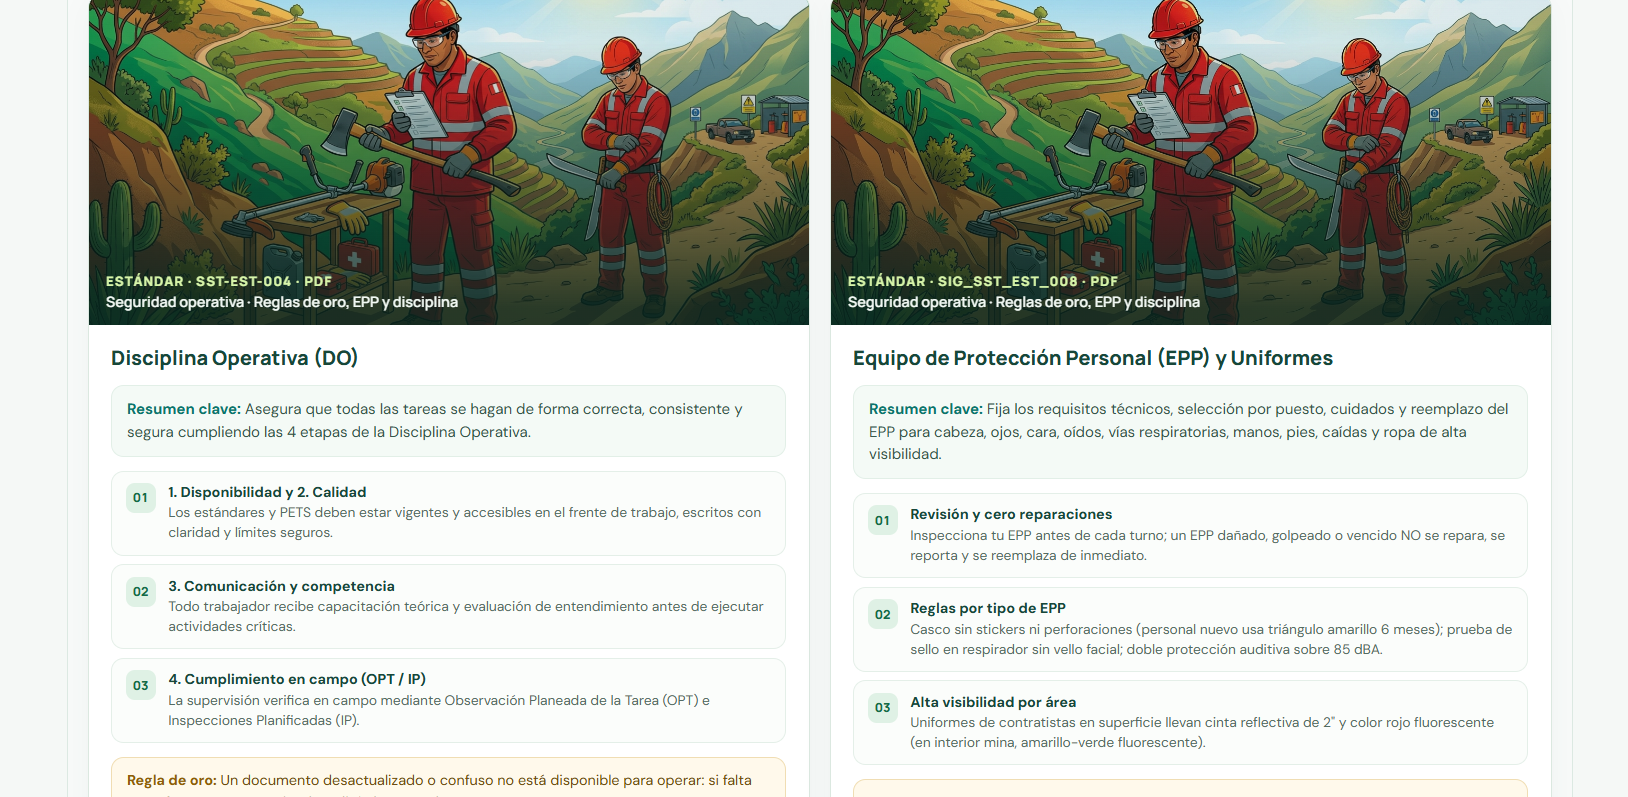 ESTÁNDAR · SST-EST-004 · PDF
Seguridad operativa · Reglas de oro, EPP y disciplina
Disciplina Operativa (DO)
Resumen clave: Asegura que todas las tareas se hagan de forma correcta, consistente y
segura cumpliendo las 4 etapas de la Disciplina Operativa.
01
1. Disponibilidad y 2. Calidad
Los estándares y PETS deben estar vigentes y accesibles en el frente de trabajo, escritos con
claridad y límites seguros.
02
3. Comunicación y competencia
Todo trabajador recibe capacitación teórica y evaluación de entendimiento antes de ejecutar
actividades críticas.
03
4. Cumplimiento en campo (OPT / IP)
La supervisión verifica en campo mediante Observación Planeada de la Tarea (OPT) e
Inspecciones Planificadas (IP).
Regla de oro: Un documento desactualizado o confuso no está disponible para operar: si falta
ESTÁNDAR · SIG_SST_EST_008 · PDF
Seguridad operativa · Reglas de oro, EPP y disciplina
Equipo de Protección Personal (EPP) y Uniformes
Resumen clave: Fija los requisitos técnicos, selección por puesto, cuidados y reemplazo del
EPP para cabeza, ojos, cara, oídos, vías respiratorias, manos, pies, caídas y ropa de alta
visibilidad.
01
Revisión y cero reparaciones
Inspecciona tu EPP antes de cada turno; un EPP dañado, golpeado o vencido NO se repara, se
reporta y se reemplaza de inmediato.
02
Reglas por tipo de EPP
Casco sin stickers ni perforaciones (personal nuevo usa triángulo amarillo 6 meses); prueba de
sello en respirador sin vello facial; doble protección auditiva sobre 85 dBA.
03
Alta visibilidad por área
Uniformes de contratistas en superficie llevan cinta reflectiva de 2" y color rojo fluorescente
(en interior mina, amarillo-verde fluorescente).